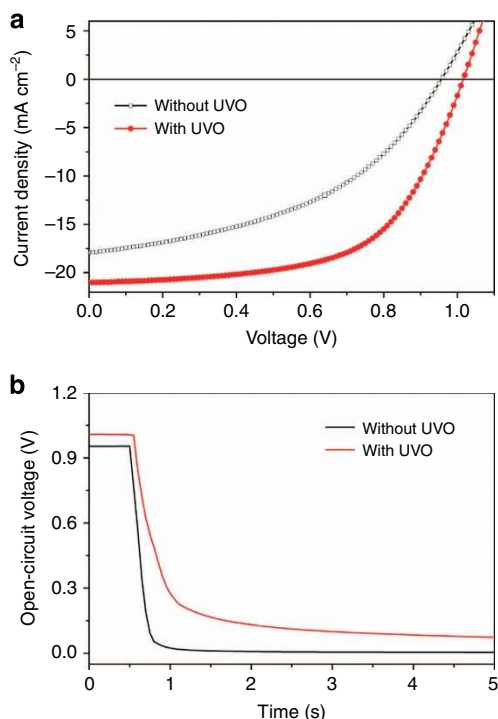 a
5
0
−5
−10
−15
−20
Current density (mA cm−2)
Without UVO
With UVO
0.0 0.2 0.4 0.6 0.8 1.0
Voltage (V)
b
1.2
0.9
0.6
0.3
0.0
Open-circuit voltage (V)
Without UVO
With UVO
0 1 2 3 4 5
Time (s)